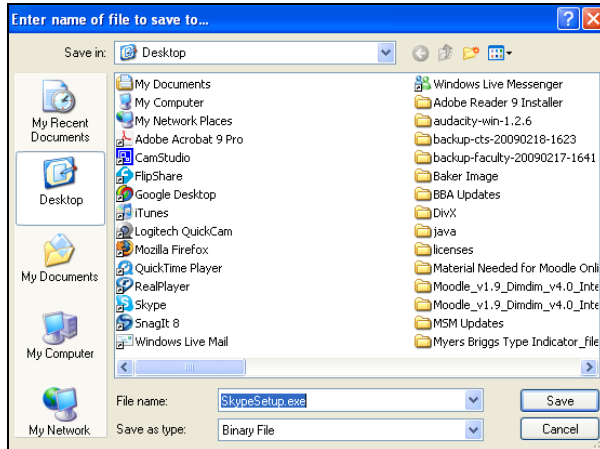 Enter name of file to save to...
Save in:
Desktop
My Recent
Documents
Desktop
My Documents
My Computer
My Network
My Documents
My Computer
My Network Places
Adobe Acrobat 9 Pro
CamStudio
FlipShare
Google Desktop
iTunes
Logitech QuickCam
Mozilla Firefox
QuickTime Player
RealPlayer
Skype
SnagIt 8
Windows Live Mail
Windows Live Messenger
Adobe Reader 9 Installer
audacity-win-1.2.6
backup-cts-20090218-1623
backup-faculty-20090217-1641
Baker Image
BBA Updates
DivX
java
licenses
Material Needed for Moodle Onli
Moodle_v1.9_Dimdim_v4.0_Inte
Moodle_v1.9_Dimdim_v4.0_Inte
MSM Updates
Myers Briggs Type Indicator_file
File name:
SkypeSetup.exe
Save
Save as type:
Binary File
Cancel